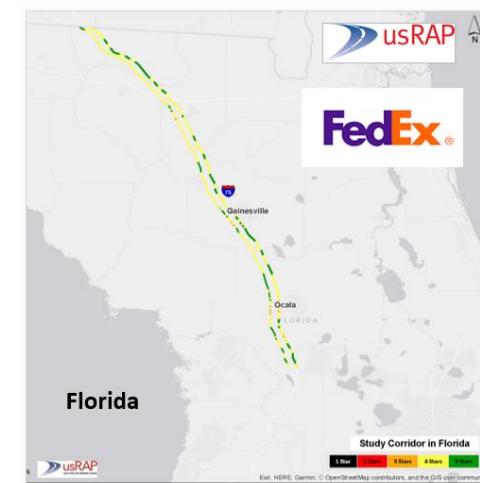 usRAP
N
FedEx®
75
Gainesville
Ocala
FLORIDA
Florida
Study Corridor in Florida
1 Star 2 Stars 3 Stars 4 Stars 5 Stars
s usRAP
Esri, HERE, Garmin, © OpenStreetMap contributors, and the GIS user commun